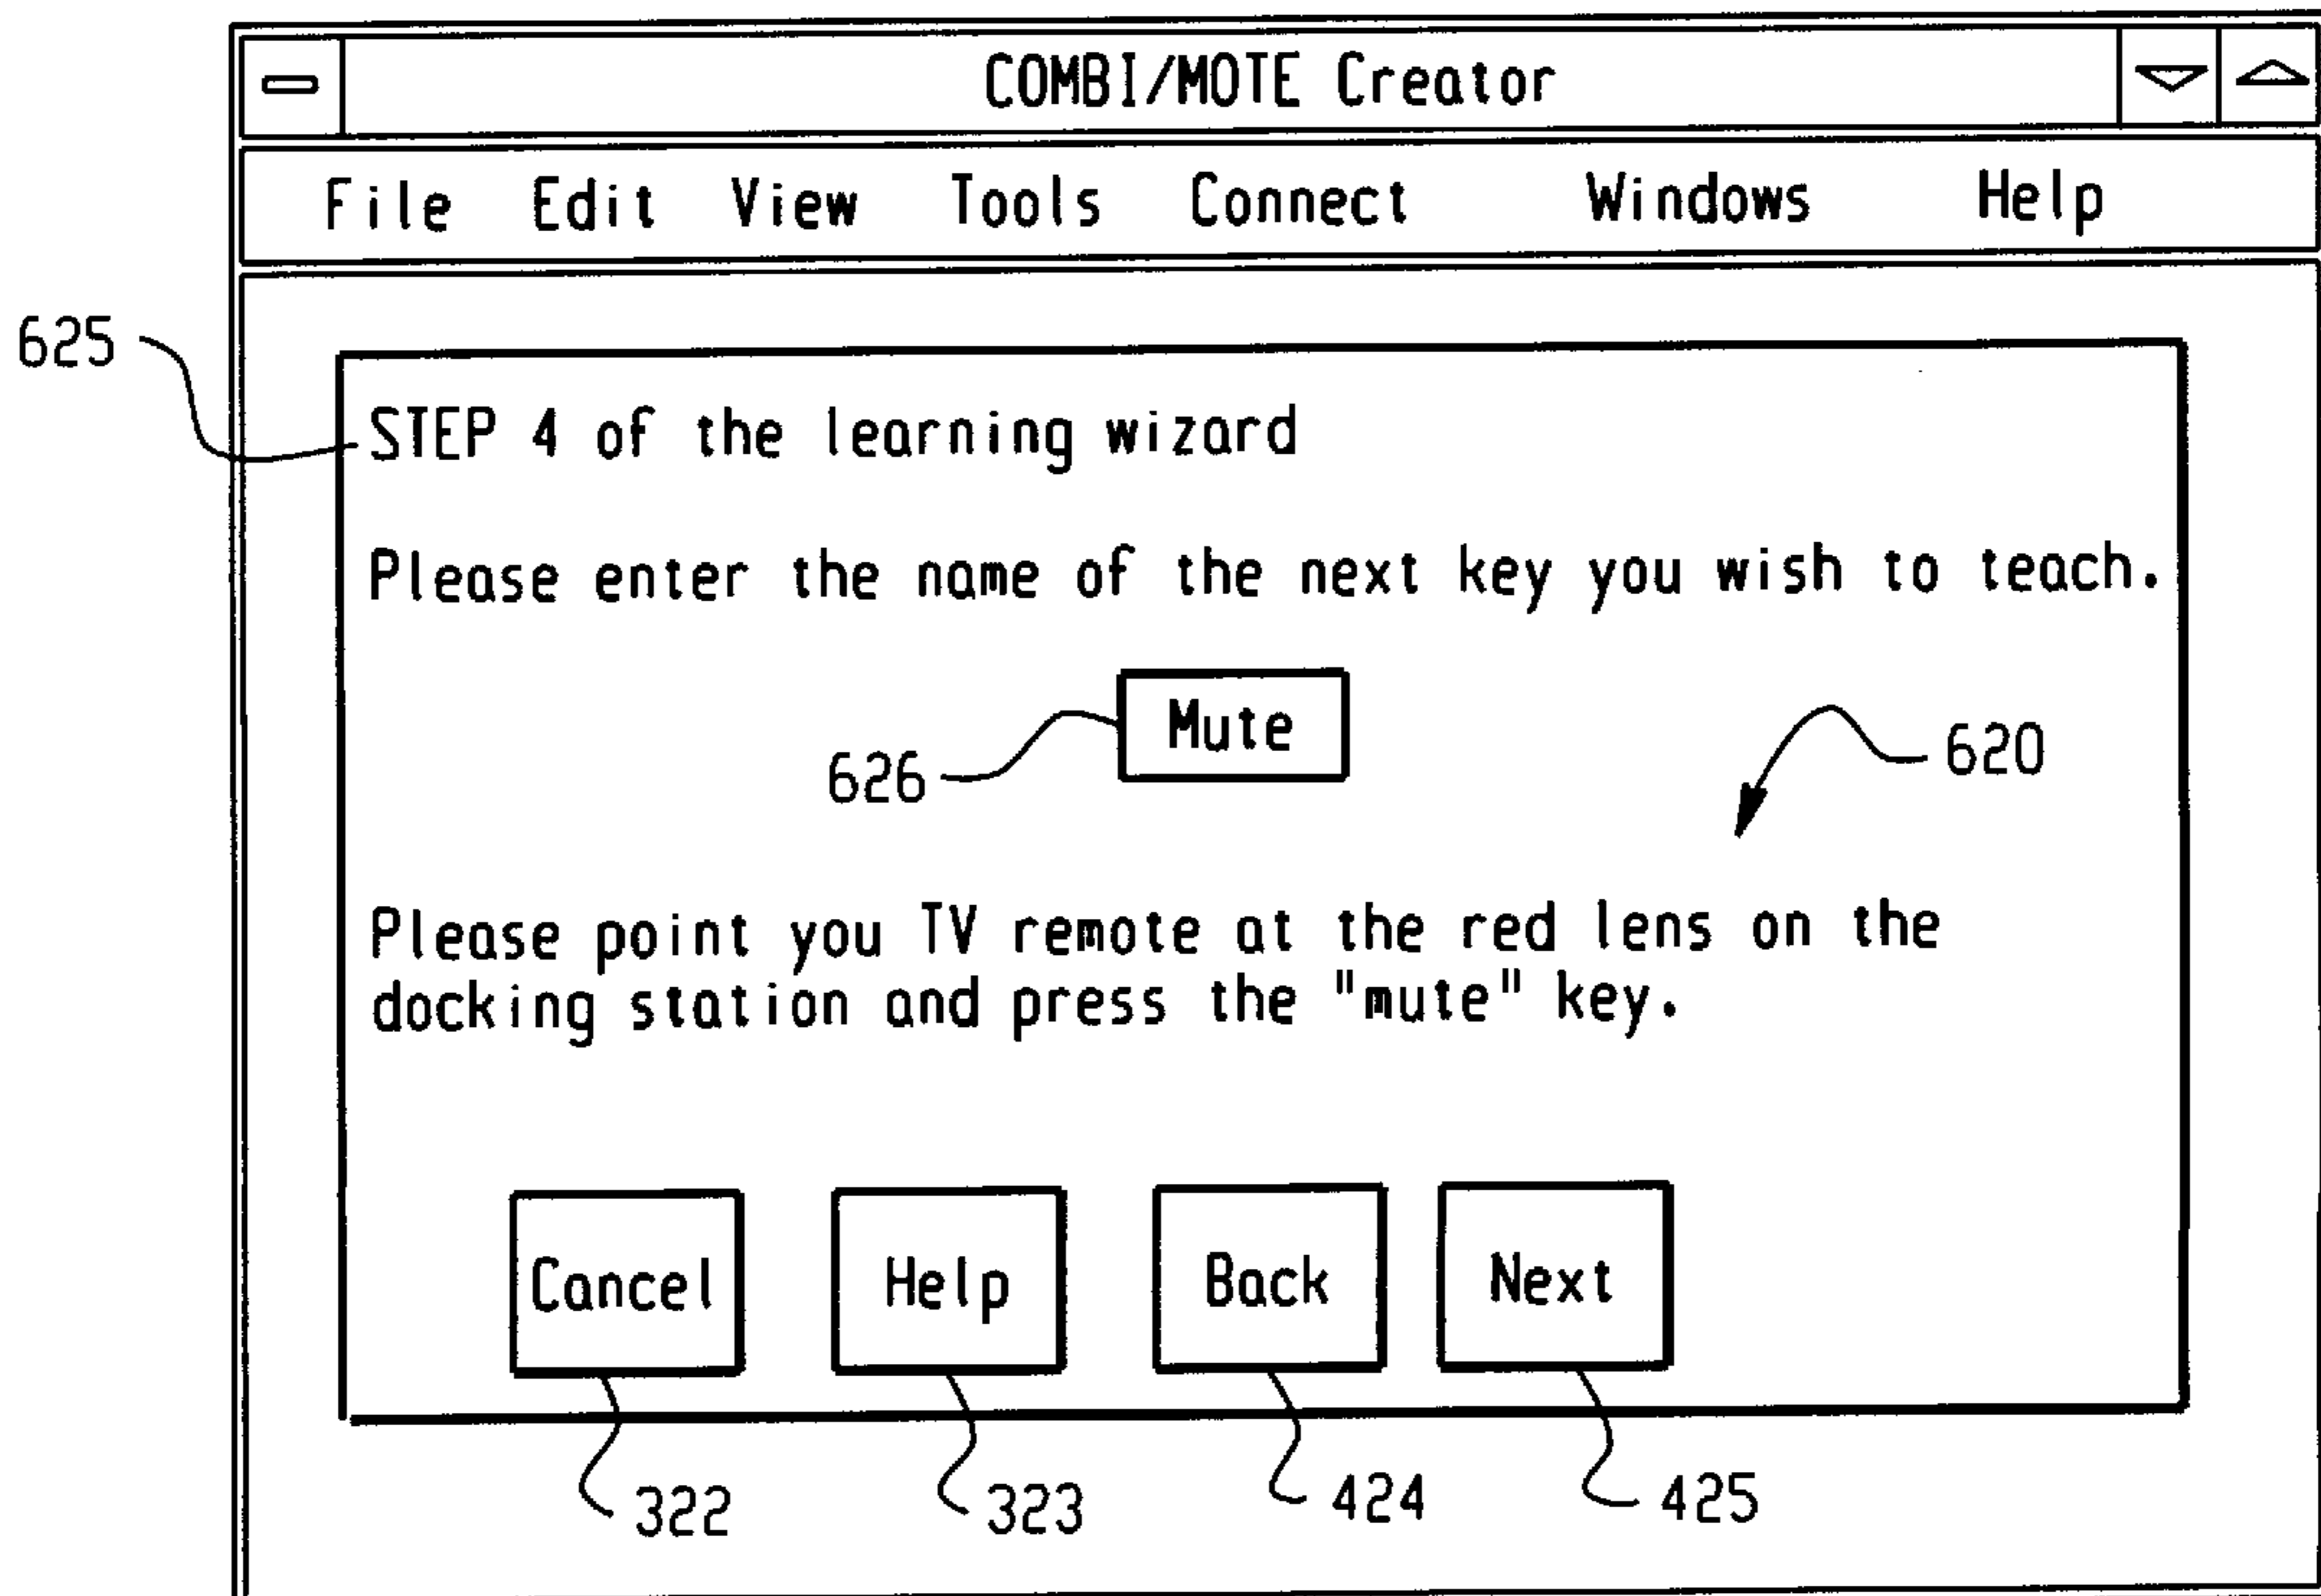 COMBI/MOTE Creator
File Edit View Tools Connect Windows Help
625
STEP 4 of the learning wizard
Please enter the name of the next key you wish to teach.
Mute
626
620
Please point you TV remote at the red lens on the
docking station and press the "mute" key.
Cancel Help Back Next
322 323 424 425